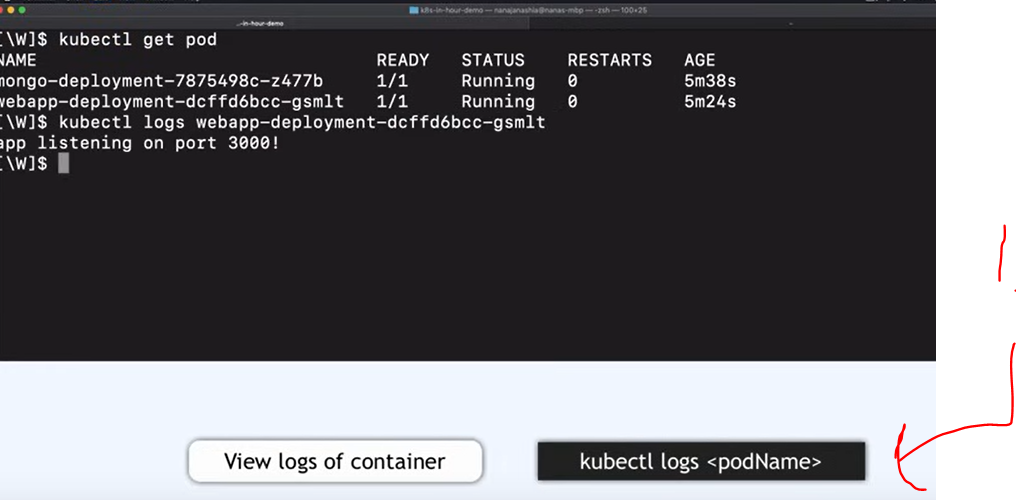 k8s-in-hour-demo — nanajanashia@nanas-mbp — -zsh — 100×25
..-in-hour-demo
[\W]$ kubectl get pod
NAME READY STATUS RESTARTS AGE
mongo-deployment-7875498c-z477b 1/1 Running 0 5m38s
webapp-deployment-dcffd6bcc-gsmlt 1/1 Running 0 5m24s
[\W]$ kubectl logs webapp-deployment-dcffd6bcc-gsmlt
app listening on port 3000!
[\W]$
View logs of container
kubectl logs <podName>